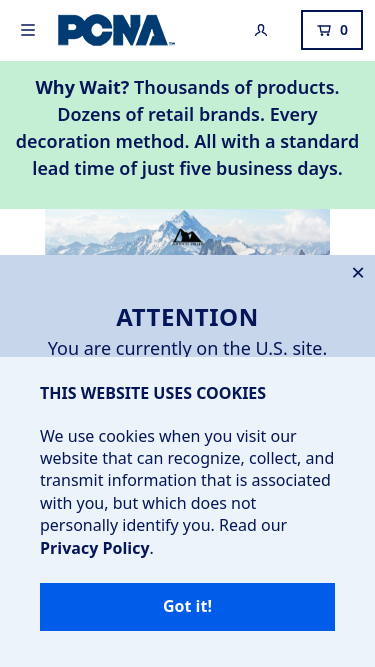 PCNA
0
Why Wait? Thousands of products.
Dozens of retail brands. Every
decoration method. All with a standard
lead time of just five business days.
ATTENTION
You are currently on the U.S. site.
THIS WEBSITE USES COOKIES
We use cookies when you visit our
website that can recognize, collect, and
transmit information that is associated
with you, but which does not
personally identify you. Read our
Privacy Policy.
Got it!